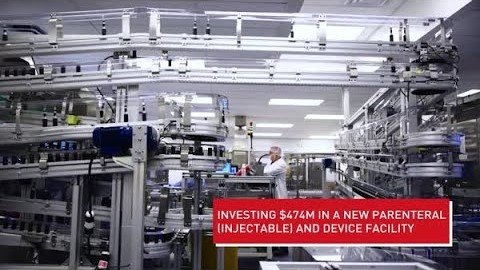 INVESTING $474M IN A NEW PARENTERAL
(INJECTABLE) AND DEVICE FACILITY